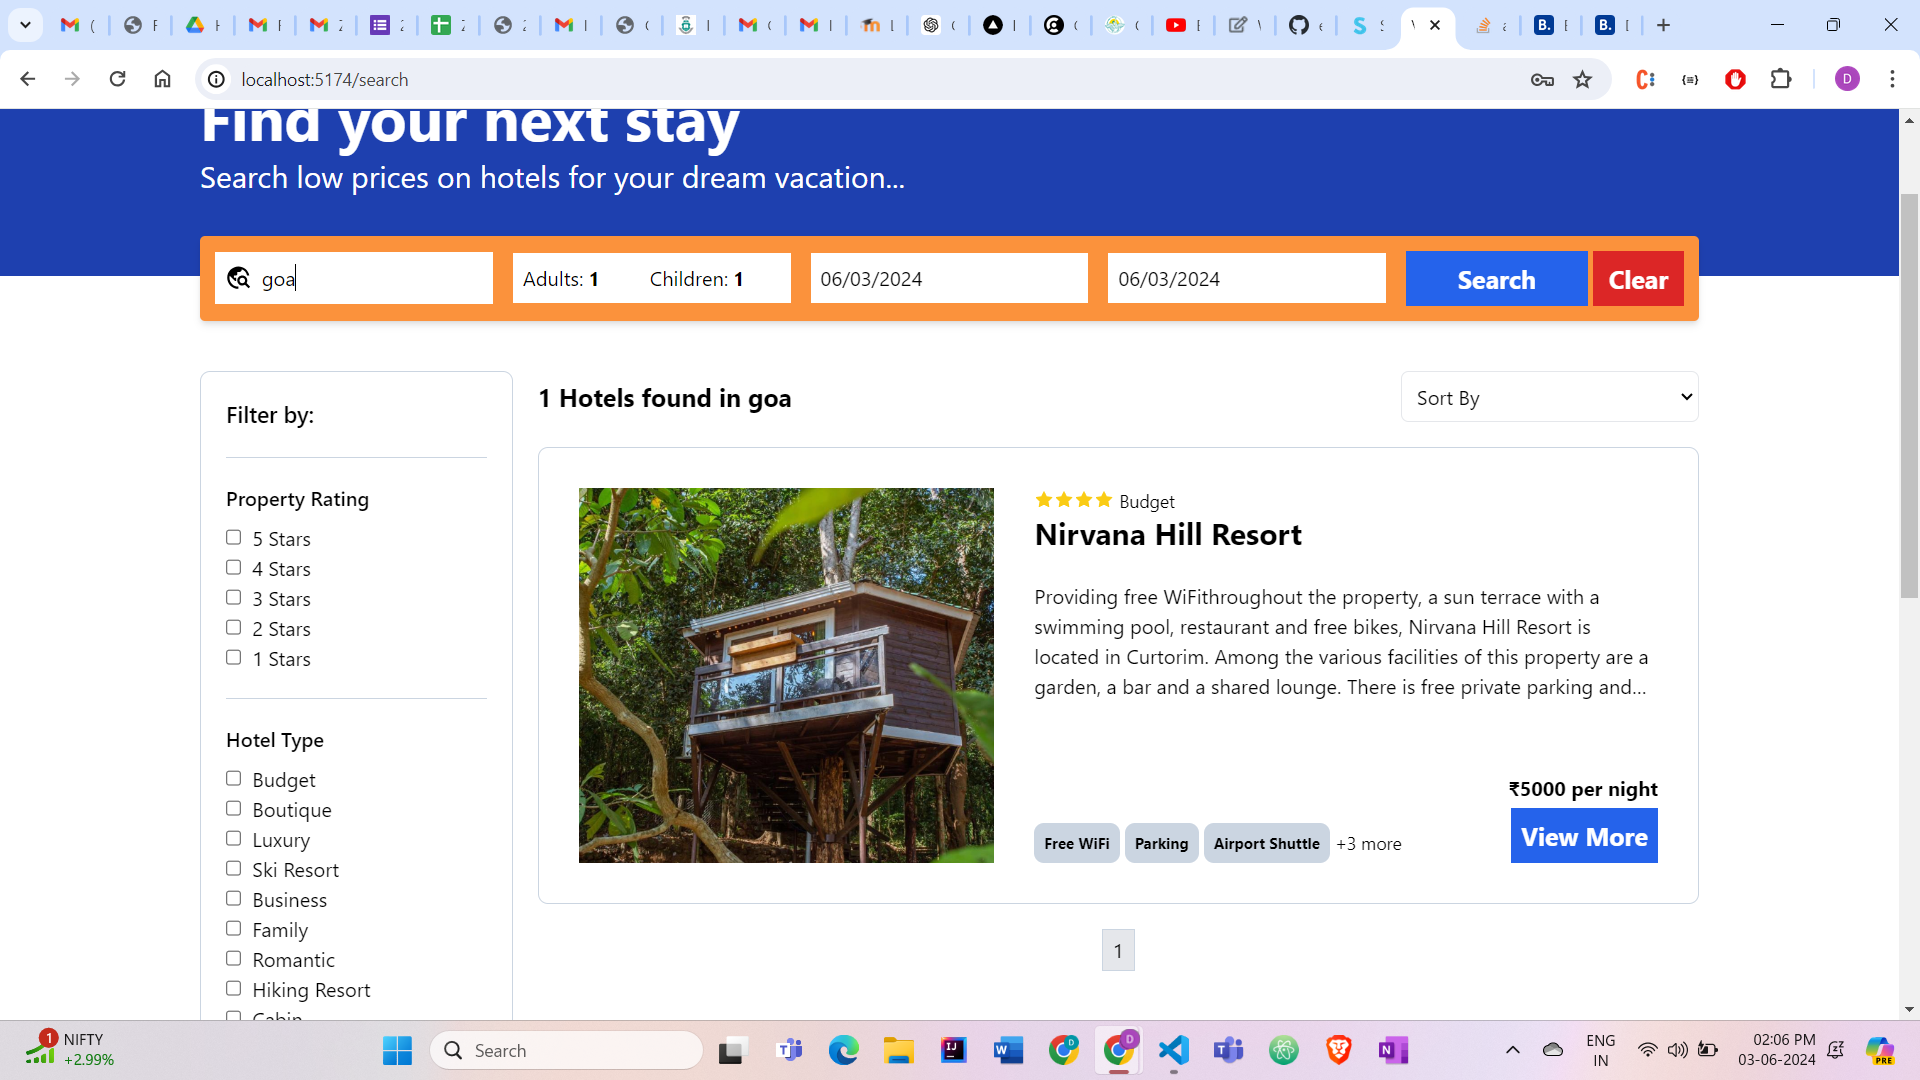 localhost:5174/search
D
Find your next stay
Search low prices on hotels for your dream vacation...
goa
Adults: 1
Children: 1
06/03/2024
06/03/2024
Search
Clear
Filter by:
Property Rating
5 Stars
4 Stars
3 Stars
2 Stars
1 Stars
Hotel Type
Budget
Boutique
Luxury
Ski Resort
Business
Family
Romantic
Hiking Resort
Cabin
1 Hotels found in goa
Sort By
Budget
Nirvana Hill Resort
Providing free WiFithroughout the property, a sun terrace with a
swimming pool, restaurant and free bikes, Nirvana Hill Resort is
located in Curtorim. Among the various facilities of this property are a
garden, a bar and a shared lounge. There is free private parking and...
₹5000 per night
Free WiFi
Parking
Airport Shuttle
+3 more
View More
1
1
NIFTY
+2.99%
Search
ENG
IN
02:06 PM
03-06-2024
PRE